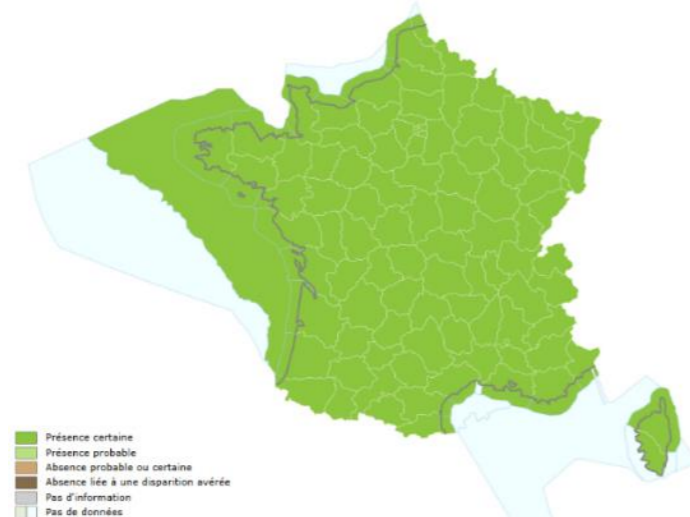 Présence certaine
Présence probable
Absence probable ou certaine
Absence liée à une disparition avérée
Pas d'information
Pas de données